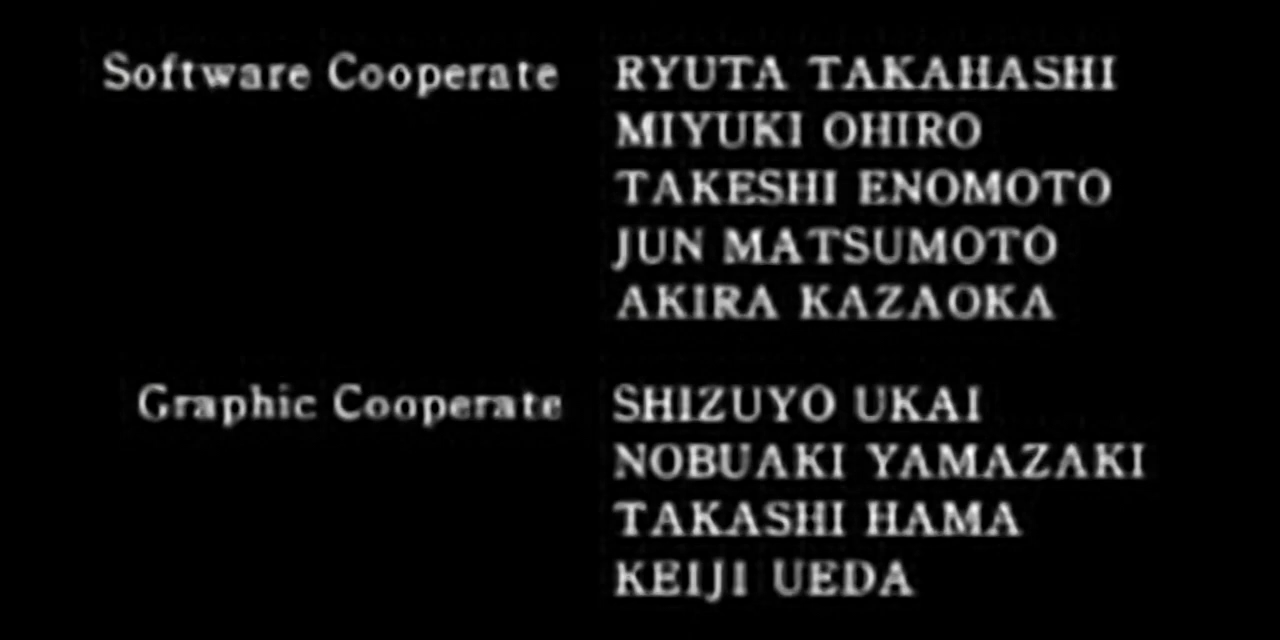 Software Cooperate RYUTA TAKAHASHI
MIYUKI OHIRO
TAKESHI ENOMOTO
JUN MATSUMOTO
AKIRA KAZAOKA
Graphic Cooperate SHIZUYO UKAI
NOBUAKI YAMAZAKI
TAKASHI HAMA
KEIJI UEDA